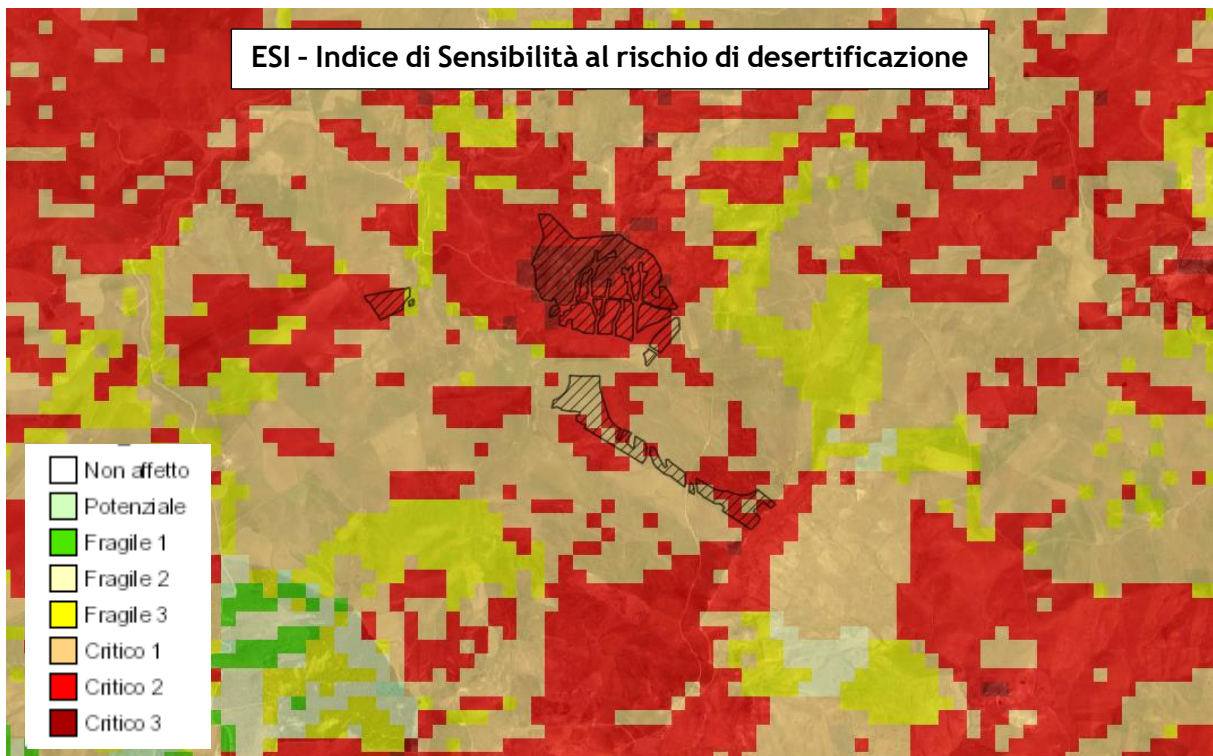 ESI - Indice di Sensibilità al rischio di desertificazione
Non affetto
Potenziale
Fragile 1
Fragile 2
Fragile 3
Critico 1
Critico 2
Critico 3